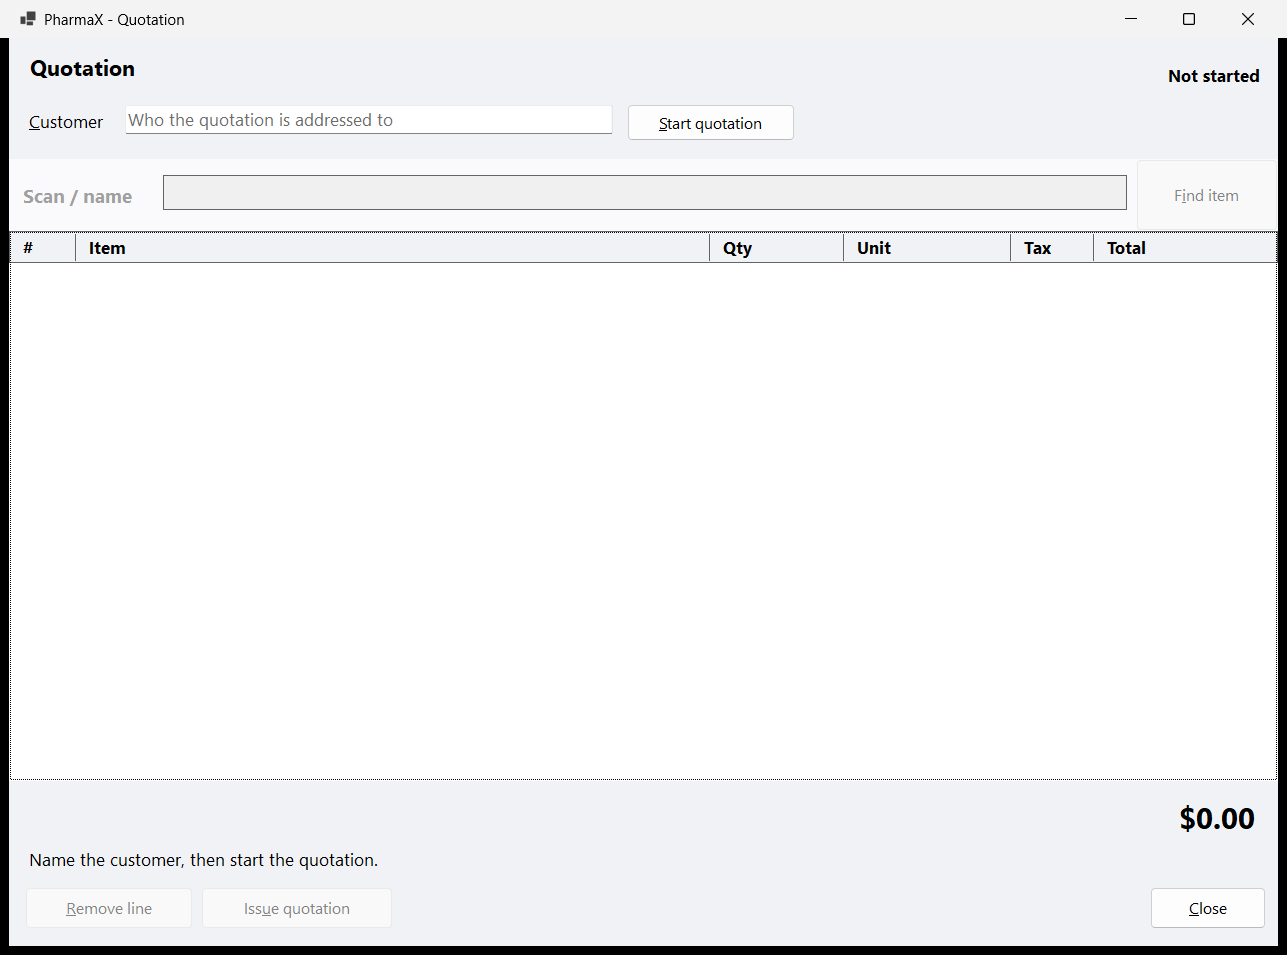 PharmaX - Quotation
Quotation
Not started
Customer
Who the quotation is addressed to
Start quotation
Scan / name
Find item
# Item Qty Unit Tax Total
$0.00
Name the customer, then start the quotation.
Remove line
Issue quotation
Close